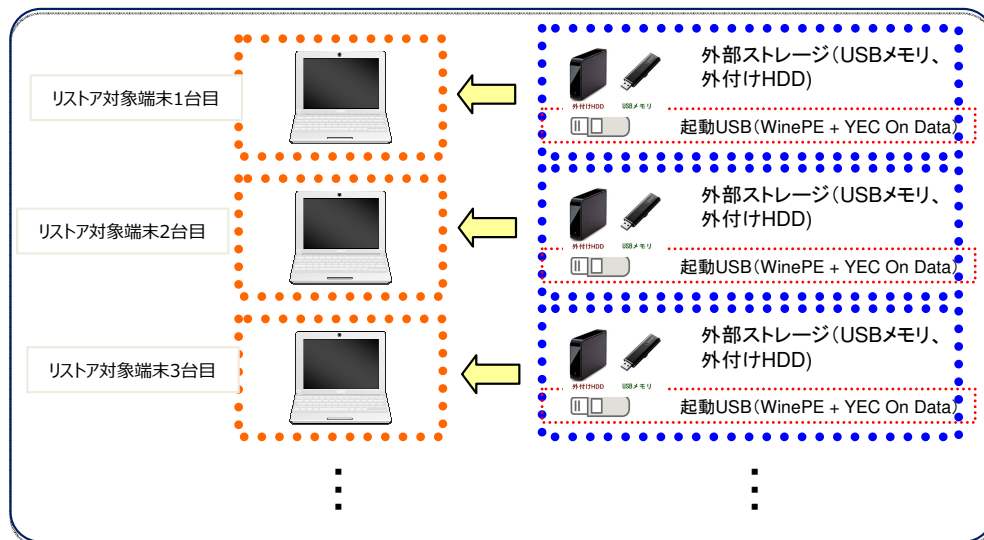 リストア対象端末1台目
外部ストレージ(USBメモリ、
外付けHDD)
外付けHDD USBメモリ
起動USB(WinePE + YEC On Data)
リストア対象端末2台目
外部ストレージ(USBメモリ、
外付けHDD)
外付けHDD USBメモリ
起動USB(WinePE + YEC On Data)
リストア対象端末3台目
外部ストレージ(USBメモリ、
外付けHDD)
外付けHDD USBメモリ
起動USB(WinePE + YEC On Data)